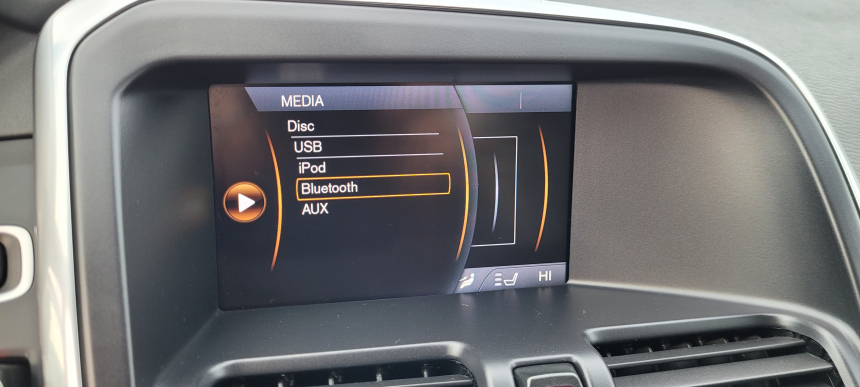 MEDIA
Disc
USB
iPod
Bluetooth
AUX
HI